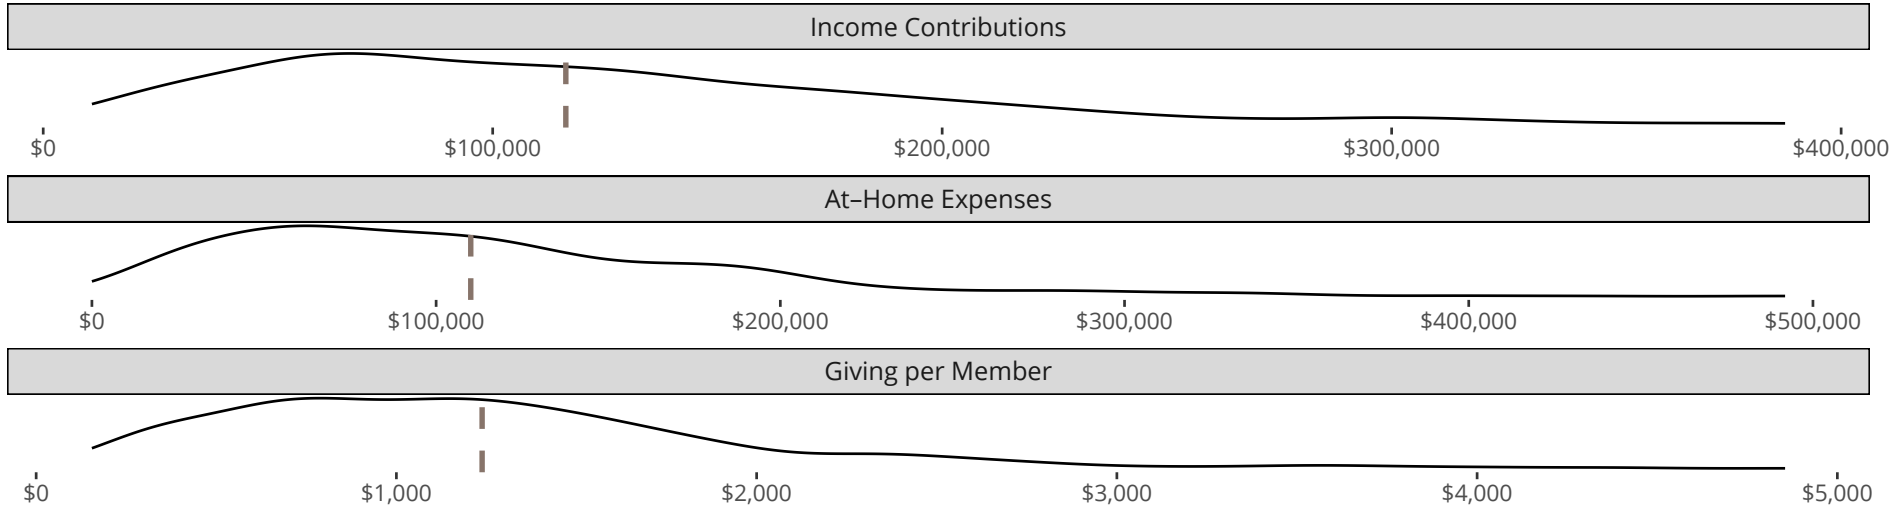 Income Contributions
$0 $100,000 $200,000 $300,000 $400,000
At–Home Expenses
$0 $100,000 $200,000 $300,000 $400,000 $500,000
Giving per Member
$0 $1,000 $2,000 $3,000 $4,000 $5,000